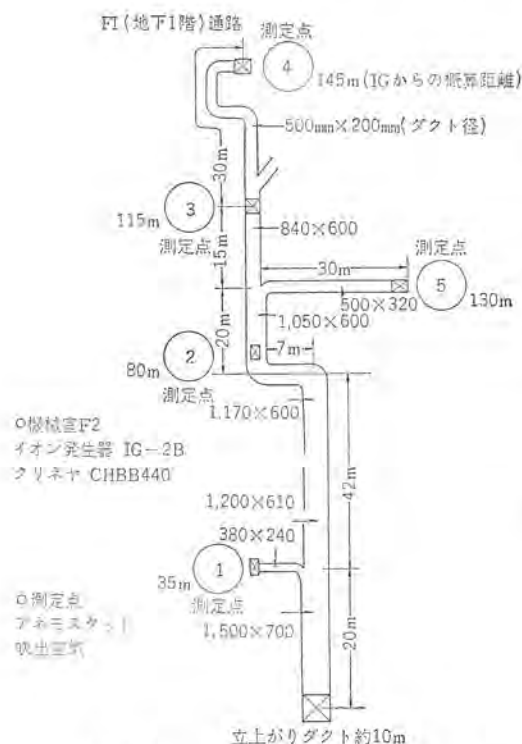 F1(地下1階)通路
測定点
4
145m(IGからの概算距離)
500mm×200mm(ダクト径)
30m
3
115m
測定点
840×600
15m
測定点
30m
5
500×320
130m
1,050×600
20m
2
7m
80m
測定点
1,170×600
○機械室F2
イオン発生器 IG-2B
クリネヤ CHBB440
42m
1,200×610
380×240
1
35m
測定点
○測定点
アネモスタット
吹出空気
1,500×700
20m
立上がりダクト約10m